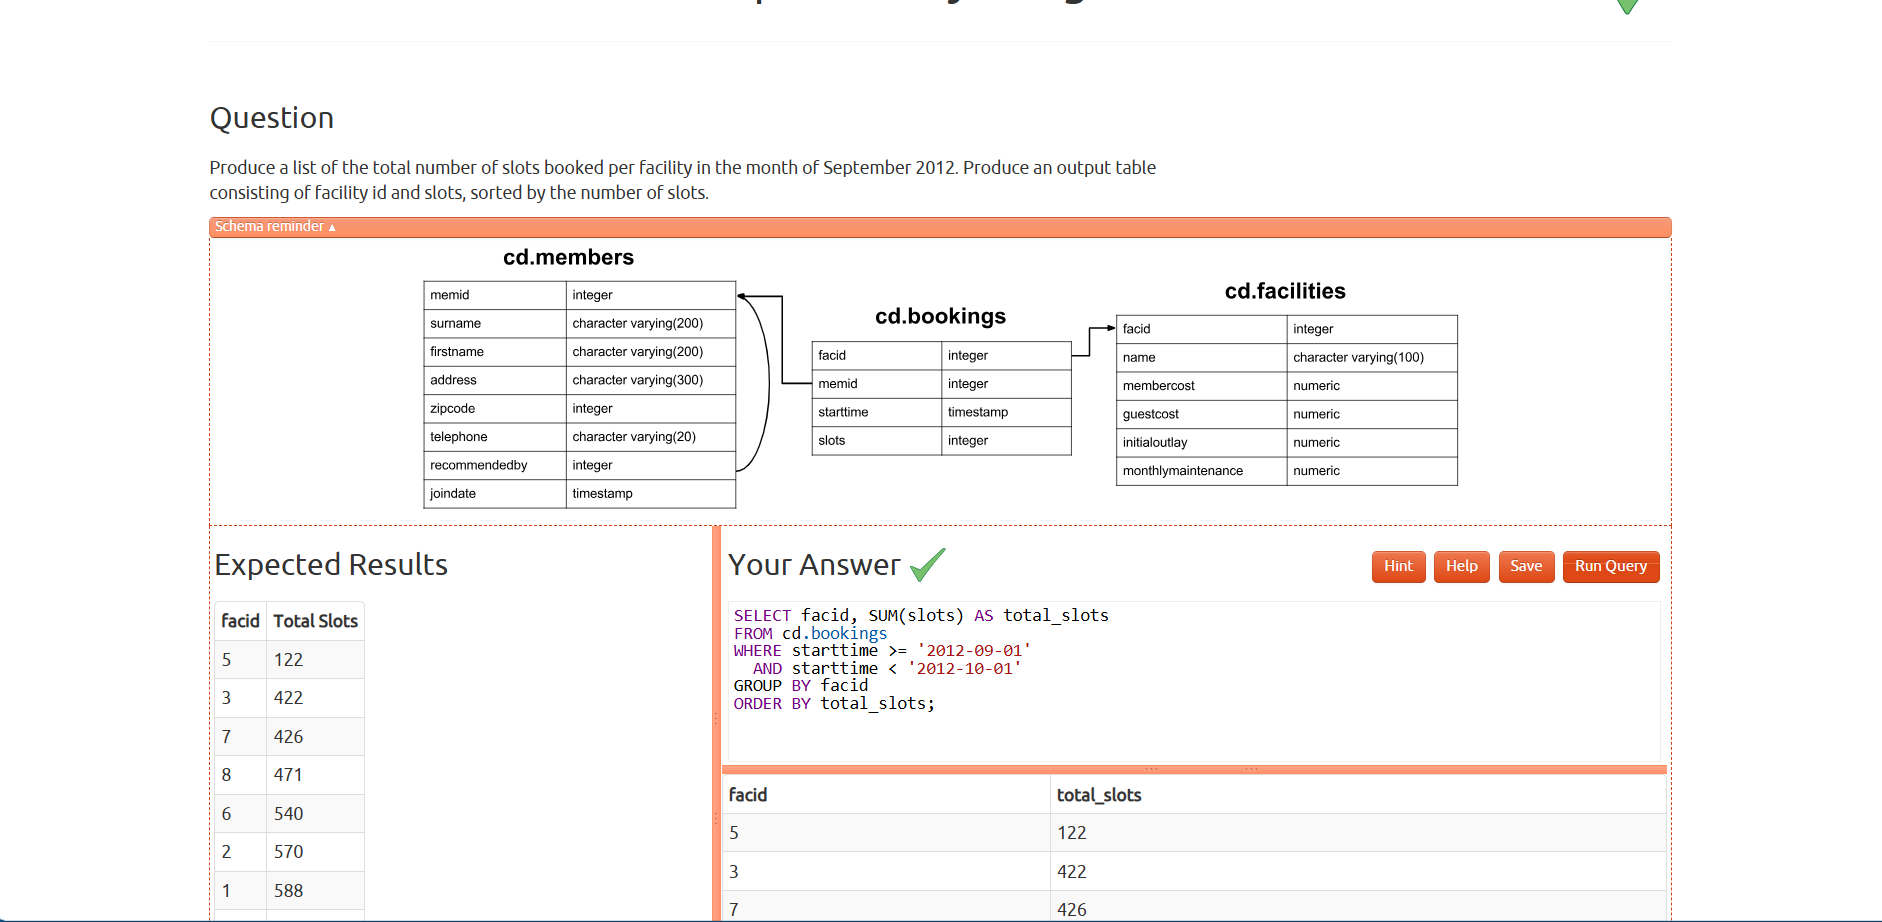 Question
Produce a list of the total number of slots booked per facility in the month of September 2012. Produce an output table
consisting of facility id and slots, sorted by the number of slots.
Schema reminder ▲
cd.members
memid integer
surname character varying(200)
firstname character varying(200)
address character varying(300)
zipcode integer
telephone character varying(20)
recommendedby integer
joindate timestamp
cd.bookings
facid integer
memid integer
starttime timestamp
slots integer
cd.facilities
facid integer
name character varying(100)
membercost numeric
guestcost numeric
initialoutlay numeric
monthlymaintenance numeric
Expected Results
facid Total Slots
5 122
3 422
7 426
8 471
6 540
2 570
1 588
Your Answer
Hint Help Save Run Query
SELECT facid, SUM(slots) AS total_slots
FROM cd.bookings
WHERE starttime >= '2012-09-01'
  AND starttime < '2012-10-01'
GROUP BY facid
ORDER BY total_slots;
facid total_slots
5 122
3 422
7 426